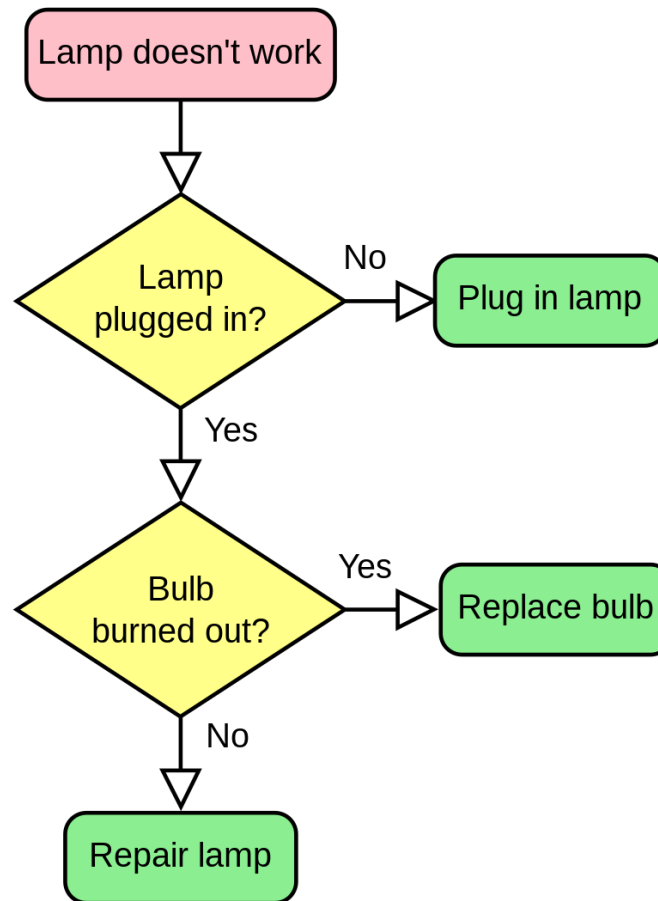 Lamp doesn't work
Lamp
plugged in?
No
Plug in lamp
Yes
Bulb
burned out?
Yes
Replace bulb
No
Repair lamp